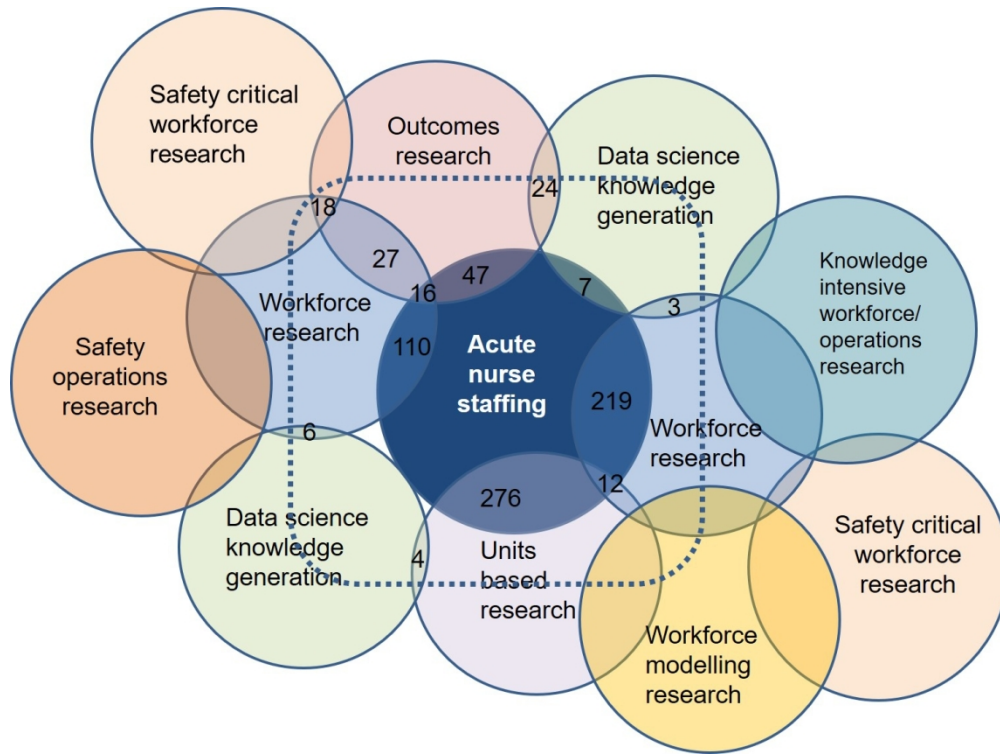 Safety critical
workforce
research
Outcomes
research
Data science
knowledge
generation
24
18
27
47
16
7
3
Workforce
research
110
Knowledge
intensive
workforce/
operations
research
Safety
operations
research
Acute
nurse
staffing
219
Workforce
research
6
12
276
Data science
knowledge
generation
4
Units
based
research
Safety critical
workforce
research
Workforce
modelling
research